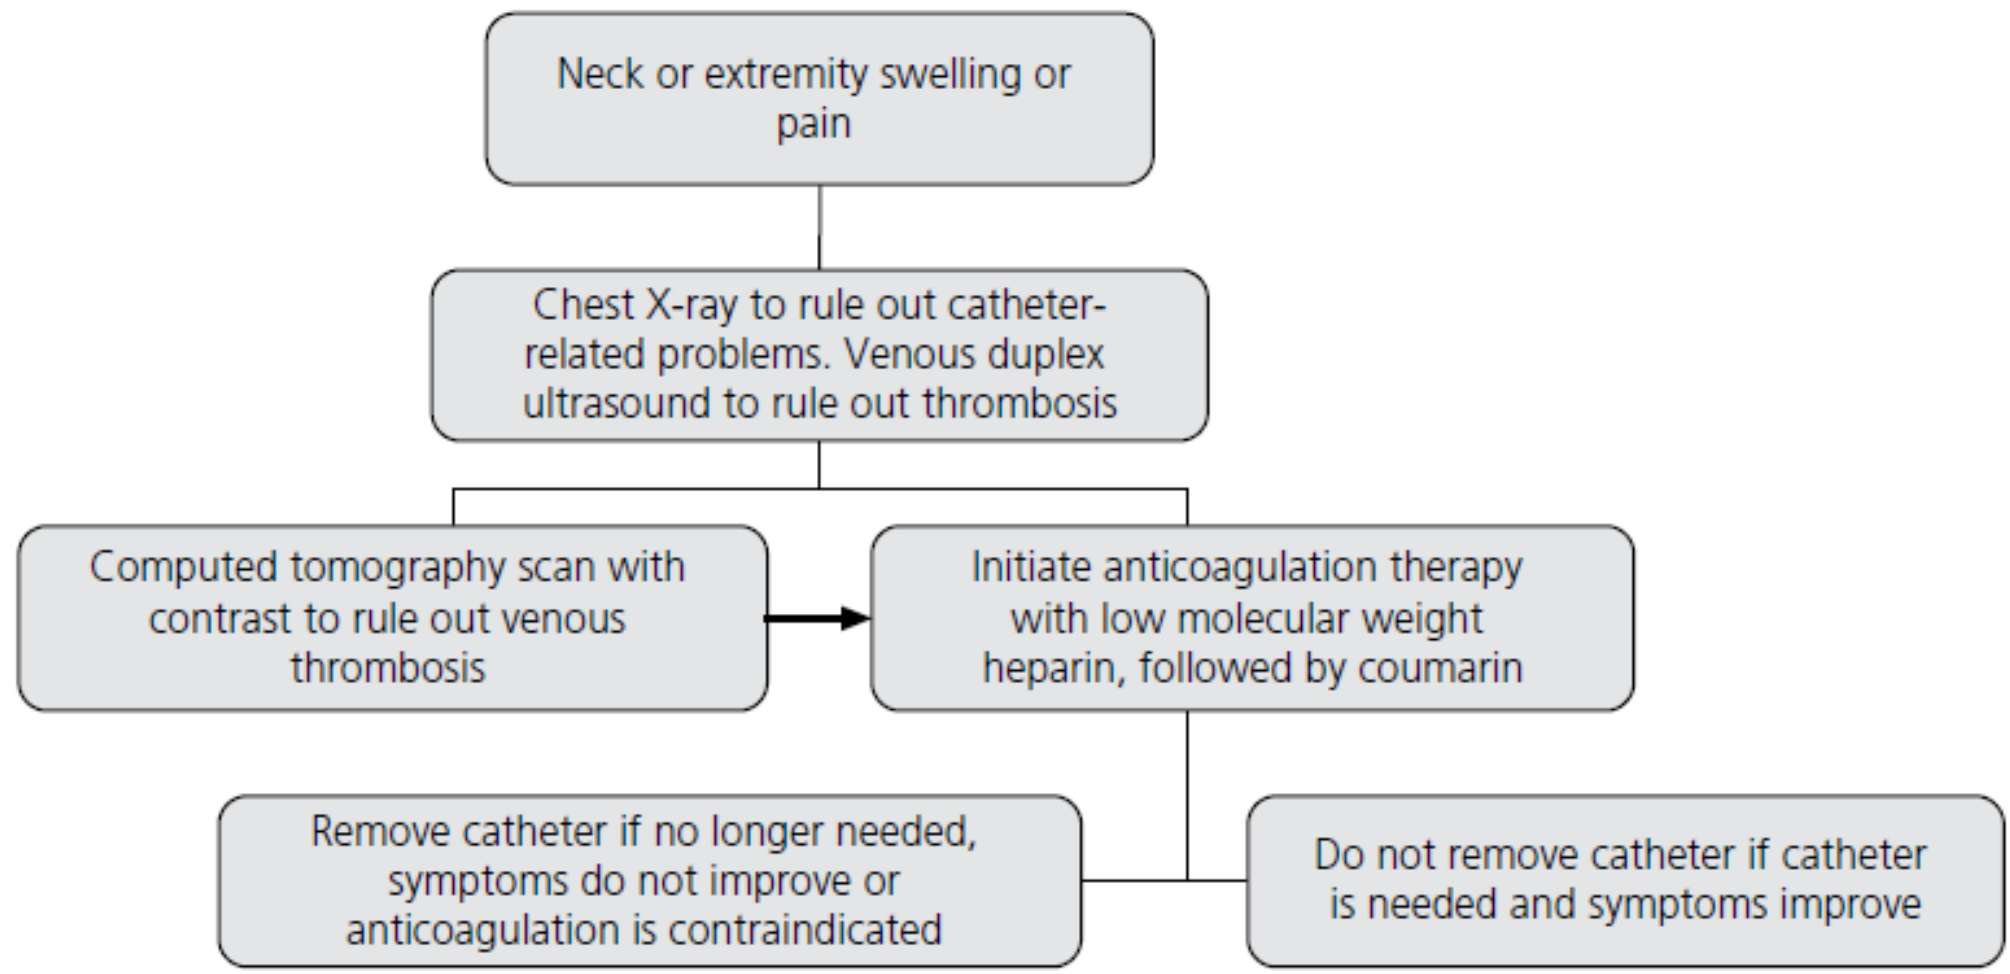 Neck or extremity swelling or
pain
Chest X-ray to rule out catheter-
related problems. Venous duplex
ultrasound to rule out thrombosis
Computed tomography scan with
contrast to rule out venous
thrombosis
Initiate anticoagulation therapy
with low molecular weight
heparin, followed by coumarin
Remove catheter if no longer needed,
symptoms do not improve or
anticoagulation is contraindicated
Do not remove catheter if catheter
is needed and symptoms improve